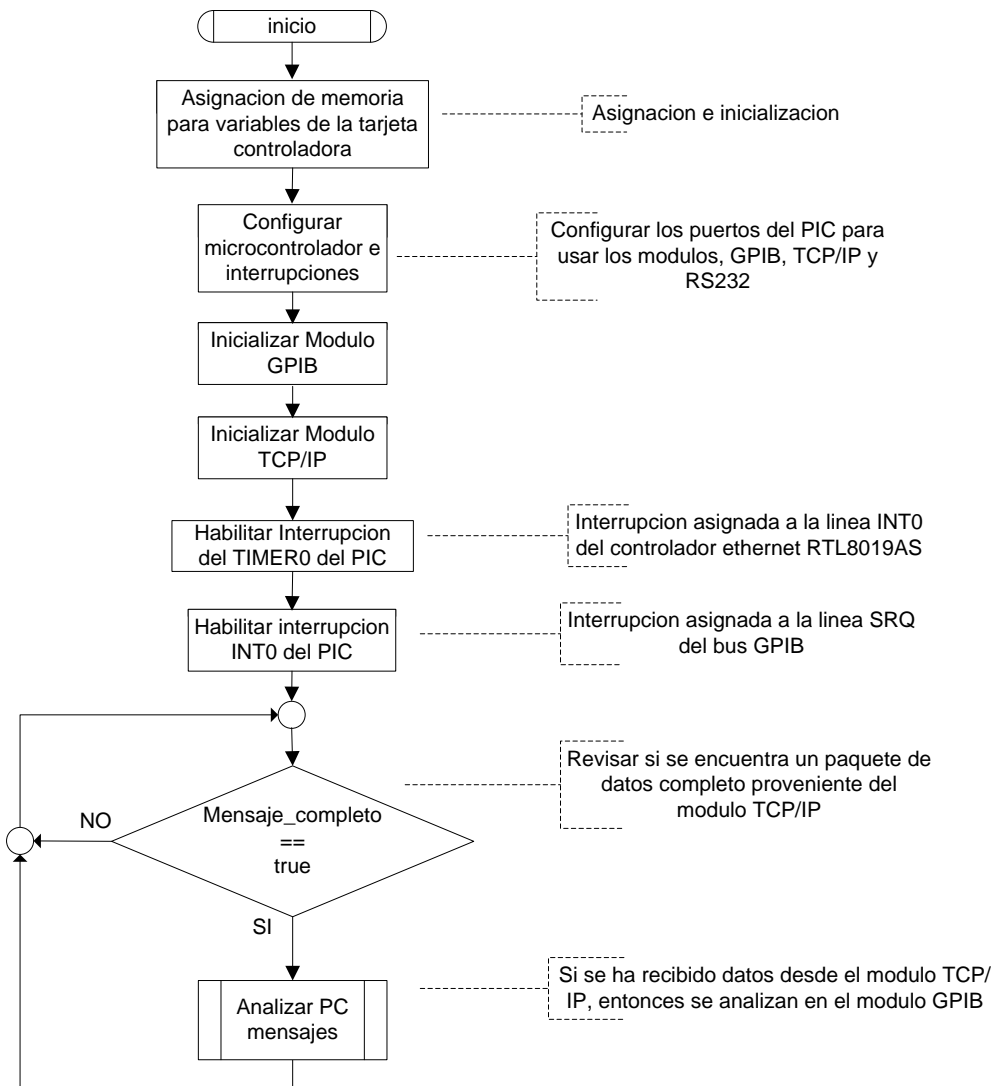 inicio
Asignacion de memoria
para variables de la tarjeta
controladora
Asignacion e inicializacion
Configurar
microcontrolador e
interrupciones
Configurar los puertos del PIC para
usar los modulos, GPIB, TCP/IP y
RS232
Inicializar Modulo
GPIB
Inicializar Modulo
TCP/IP
Habilitar Interrupcion
del TIMER0 del PIC
Interrupcion asignada a la linea INT0
del controlador ethernet RTL8019AS
Habilitar interrupcion
INT0 del PIC
Interrupcion asignada a la linea SRQ
del bus GPIB
Revisar si se encuentra un paquete de
datos completo proveniente del
modulo TCP/IP
Mensaje_completo
==
true
NO
SI
Analizar PC
mensajes
Si se ha recibido datos desde el modulo TCP/
IP, entonces se analizan en el modulo GPIB